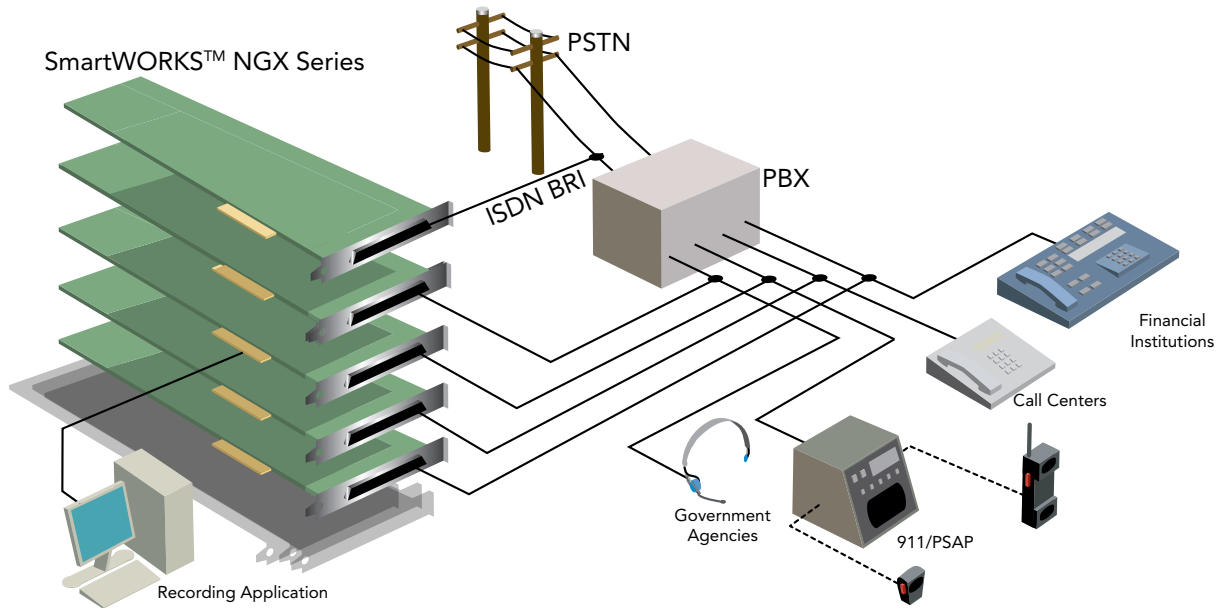 SmartWORKS™ NGX Series
PSTN
ISDN BRI
PBX
Financial
Institutions
Call Centers
Government
Agencies
911/PSAP
Recording Application